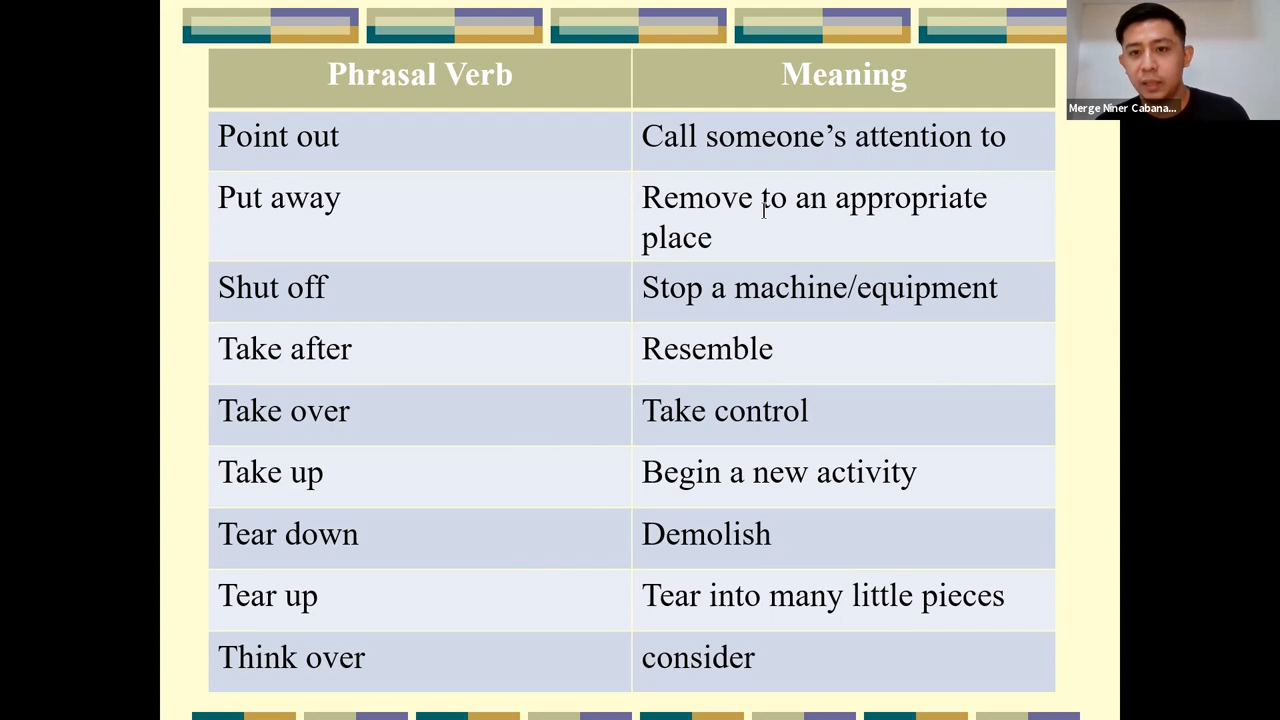 Phrasal Verb Meaning
Point out Call someone’s attention to
Put away Remove to an appropriate
place
Shut off Stop a machine/equipment
Take after Resemble
Take over Take control
Take up Begin a new activity
Tear down Demolish
Tear up Tear into many little pieces
Think over consider
Merge Niner Cabana...